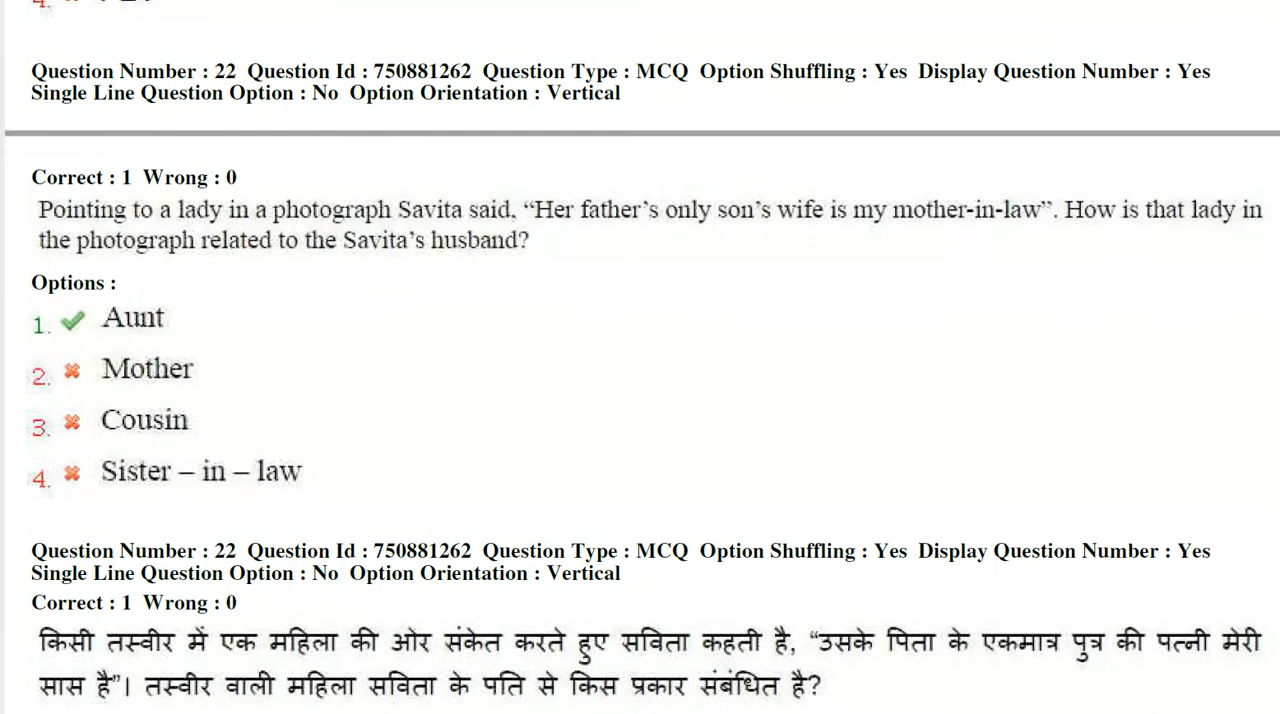 4.
Question Number : 22 Question Id : 750881262 Question Type : MCQ Option Shuffling : Yes Display Question Number : Yes
Single Line Question Option : No Option Orientation : Vertical
Correct : 1 Wrong : 0
Pointing to a lady in a photograph Savita said, “Her father’s only son’s wife is my mother-in-law”. How is that lady in
the photograph related to the Savita’s husband?
Options :
1. Aunt
2. Mother
3. Cousin
4. Sister – in – law
Question Number : 22 Question Id : 750881262 Question Type : MCQ Option Shuffling : Yes Display Question Number : Yes
Single Line Question Option : No Option Orientation : Vertical
Correct : 1 Wrong : 0
किसी तस्वीर में एक महिला की ओर संकेत करते हुए सविता कहती है, “उसके पिता के एकमात्र पुत्र की पत्नी मेरी
सास है”। तस्वीर वाली महिला सविता के पति से किस प्रकार संबंधित है?